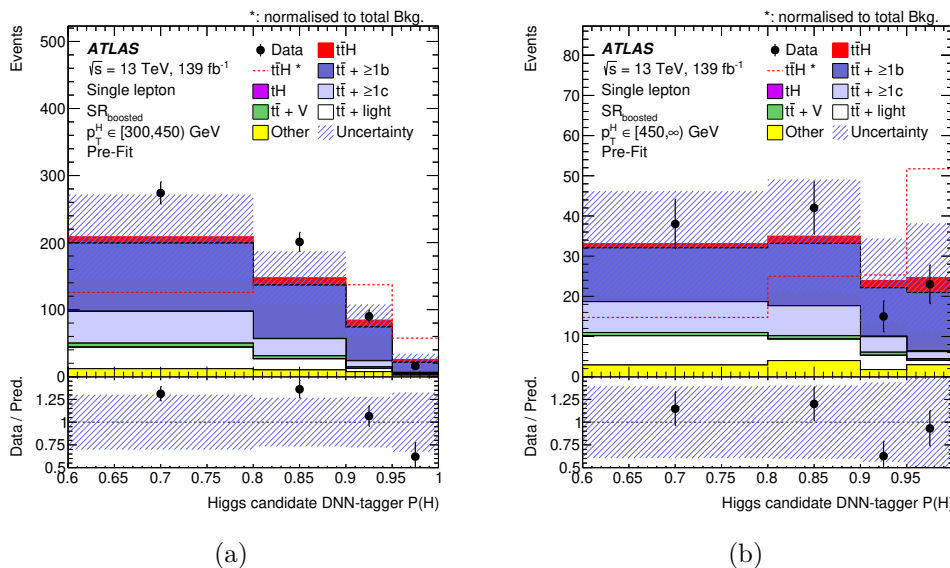 *: normalised to total Bkg.
Events
500
400
300
200
100
0
ATLAS
√s = 13 TeV, 139 fb⁻¹
Single lepton
SR_boosted
p_T^H ∈ [300,450) GeV
Pre-Fit
Data
tt̄H
tt̄H *
tt̄ + ≥1b
tH
tt̄ + ≥1c
tt̄ + V
tt̄ + light
Other
Uncertainty
Data / Pred.
1.25
1
0.75
0.5
0.6 0.65 0.7 0.75 0.8 0.85 0.9 0.95 1
Higgs candidate DNN-tagger P(H)
(a)
*: normalised to total Bkg.
Events
80
70
60
50
40
30
20
10
0
ATLAS
√s = 13 TeV, 139 fb⁻¹
Single lepton
SR_boosted
p_T^H ∈ [450,∞) GeV
Pre-Fit
Data
tt̄H
tt̄H *
tt̄ + ≥1b
tH
tt̄ + ≥1c
tt̄ + V
tt̄ + light
Other
Uncertainty
Data / Pred.
1.25
1
0.75
0.5
0.6 0.65 0.7 0.75 0.8 0.85 0.9 0.95
Higgs candidate DNN-tagger P(H)
(b)